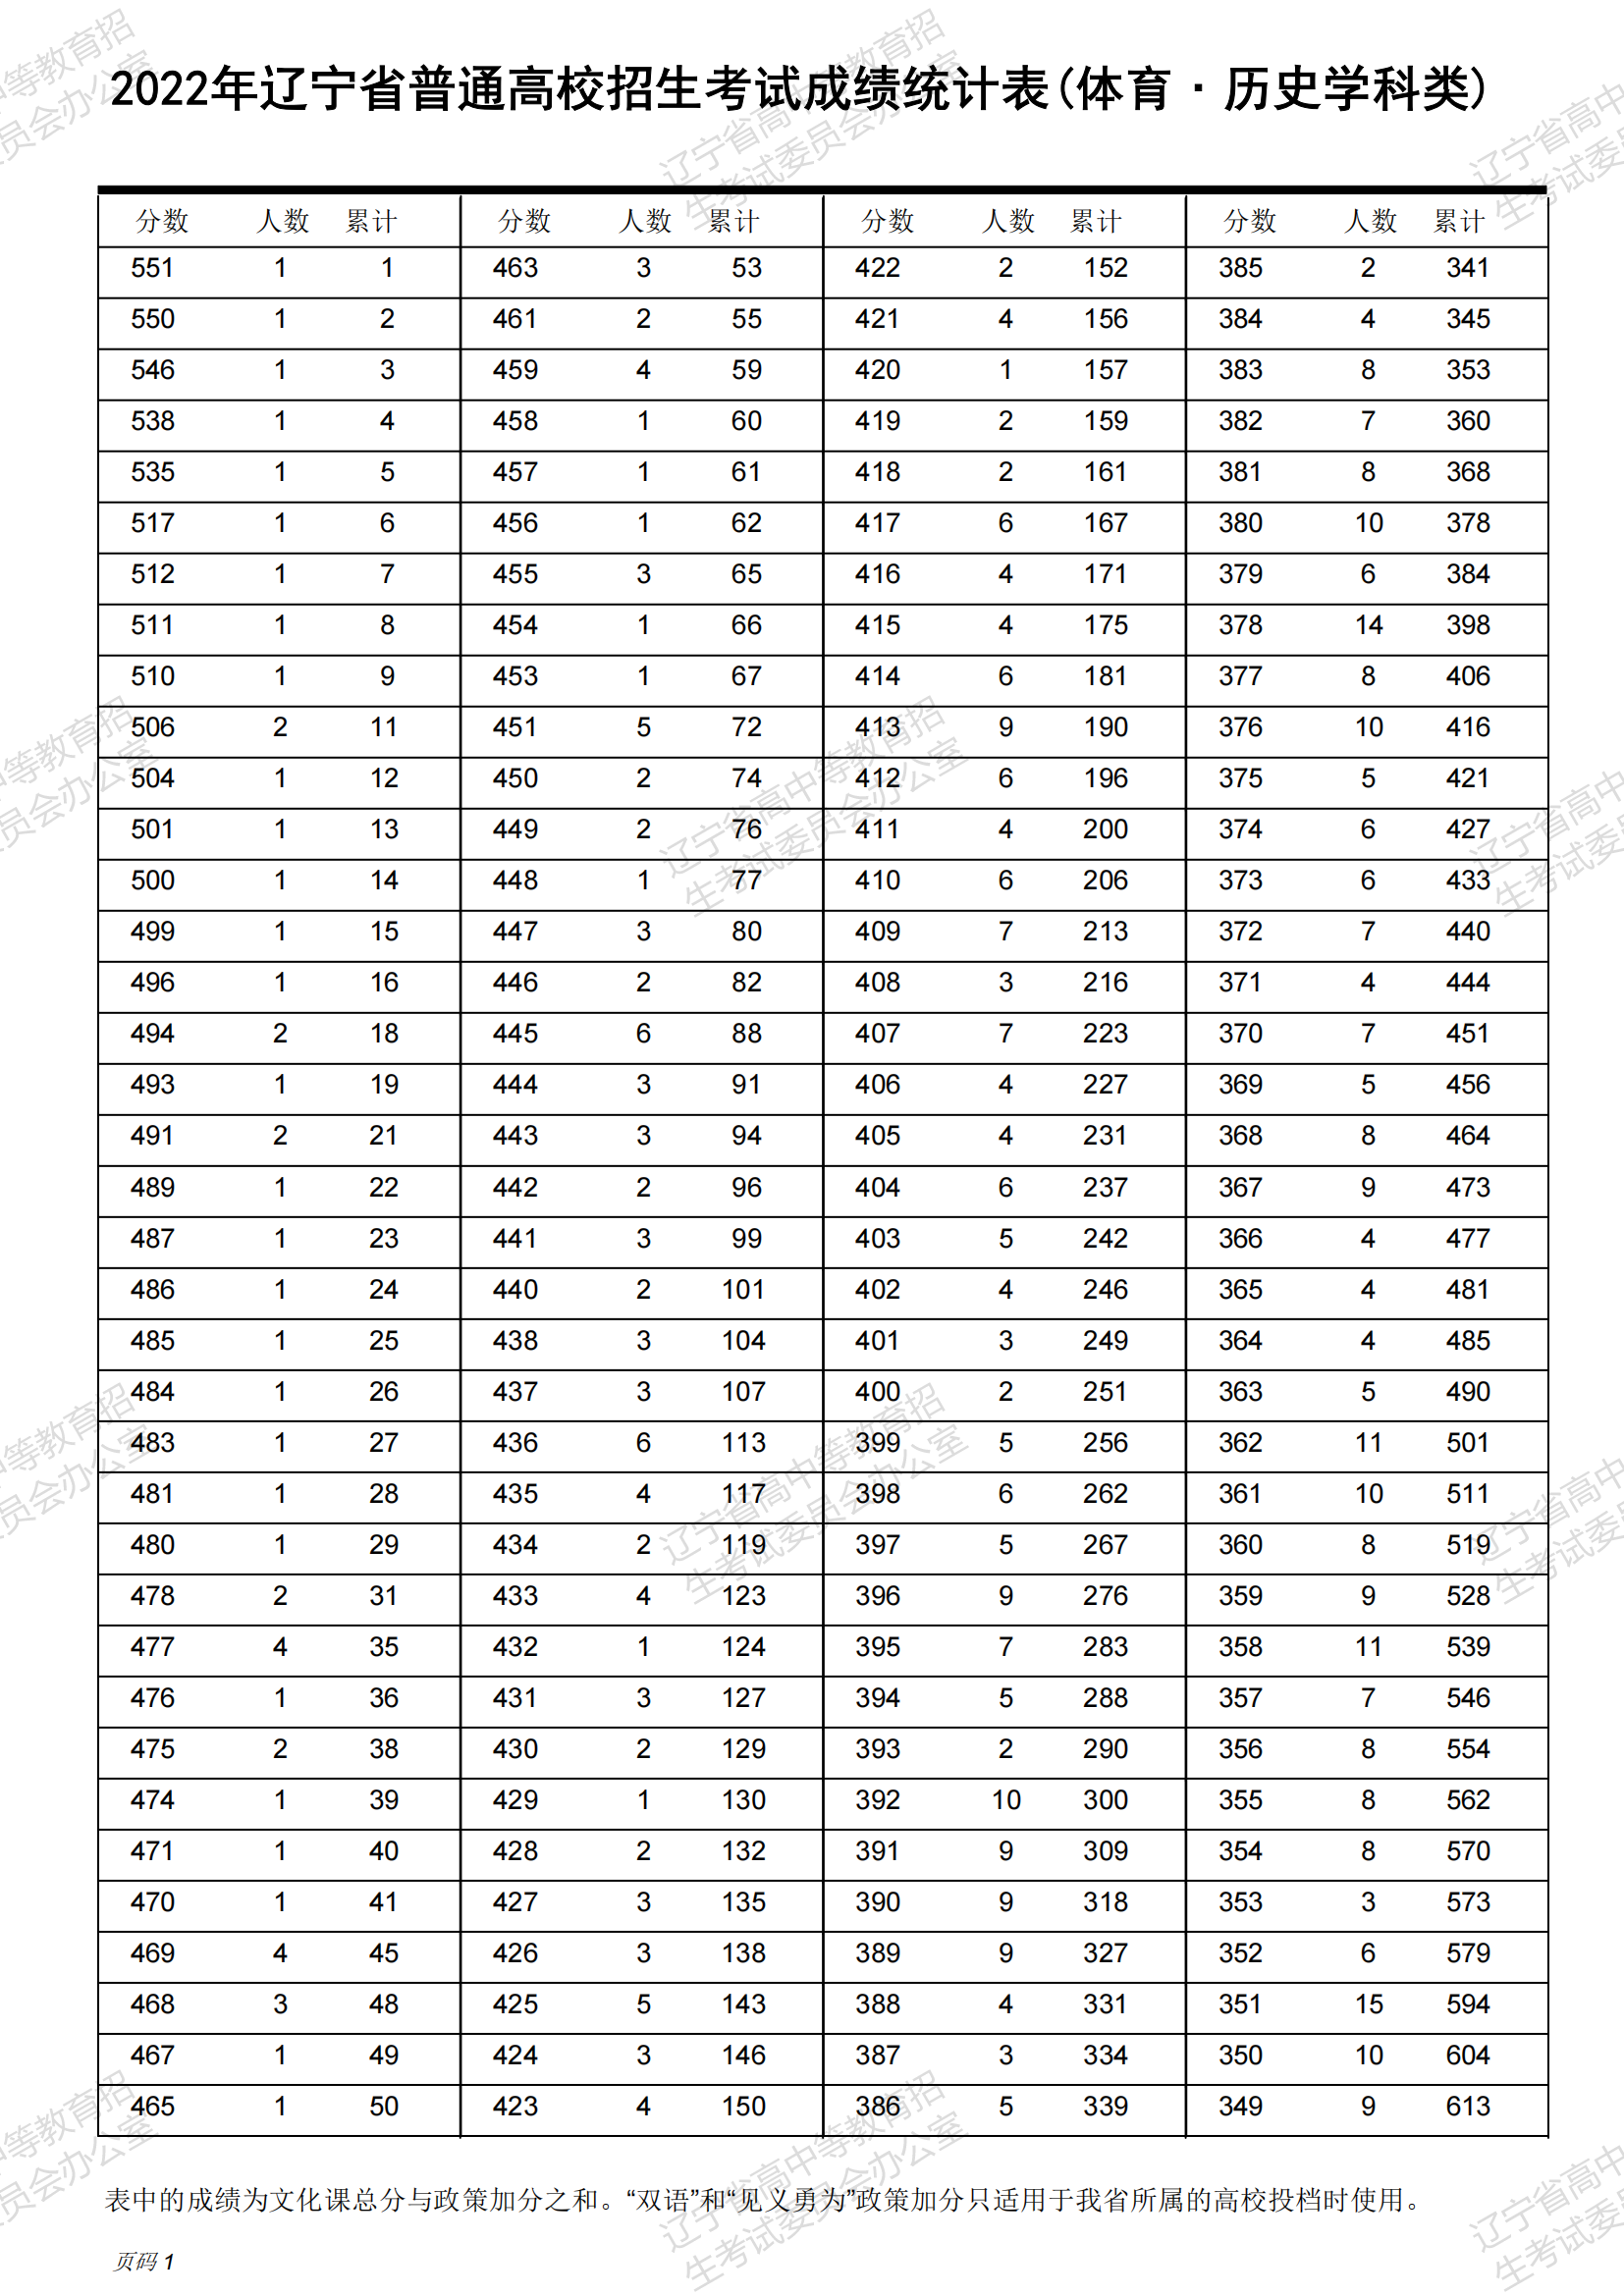 2022年辽宁省普通高校招生考试成绩统计表(体育·历史学科类)
分数 人数 累计 分数 人数 累计 分数 人数 累计 分数 人数 累计
551 1 1 463 3 53 422 2 152 385 2 341
550 1 2 461 2 55 421 4 156 384 4 345
546 1 3 459 4 59 420 1 157 383 8 353
538 1 4 458 1 60 419 2 159 382 7 360
535 1 5 457 1 61 418 2 161 381 8 368
517 1 6 456 1 62 417 6 167 380 10 378
512 1 7 455 3 65 416 4 171 379 6 384
511 1 8 454 1 66 415 4 175 378 14 398
510 1 9 453 1 67 414 6 181 377 8 406
506 2 11 451 5 72 413 9 190 376 10 416
504 1 12 450 2 74 412 6 196 375 5 421
501 1 13 449 2 76 411 4 200 374 6 427
500 1 14 448 1 77 410 6 206 373 6 433
499 1 15 447 3 80 409 7 213 372 7 440
496 1 16 446 2 82 408 3 216 371 4 444
494 2 18 445 6 88 407 7 223 370 7 451
493 1 19 444 3 91 406 4 227 369 5 456
491 2 21 443 3 94 405 4 231 368 8 464
489 1 22 442 2 96 404 6 237 367 9 473
487 1 23 441 3 99 403 5 242 366 4 477
486 1 24 440 2 101 402 4 246 365 4 481
485 1 25 438 3 104 401 3 249 364 4 485
484 1 26 437 3 107 400 2 251 363 5 490
483 1 27 436 6 113 399 5 256 362 11 501
481 1 28 435 4 117 398 6 262 361 10 511
480 1 29 434 2 119 397 5 267 360 8 519
478 2 31 433 4 123 396 9 276 359 9 528
477 4 35 432 1 124 395 7 283 358 11 539
476 1 36 431 3 127 394 5 288 357 7 546
475 2 38 430 2 129 393 2 290 356 8 554
474 1 39 429 1 130 392 10 300 355 8 562
471 1 40 428 2 132 391 9 309 354 8 570
470 1 41 427 3 135 390 9 318 353 3 573
469 4 45 426 3 138 389 9 327 352 6 579
468 3 48 425 5 143 388 4 331 351 15 594
467 1 49 424 3 146 387 3 334 350 10 604
465 1 50 423 4 150 386 5 339 349 9 613
表中的成绩为文化课总分与政策加分之和。“双语”和“见义勇为”政策加分只适用于我省所属的高校投档时使用。
页码 1
辽宁省高中等教育招
生考试委员会办公室